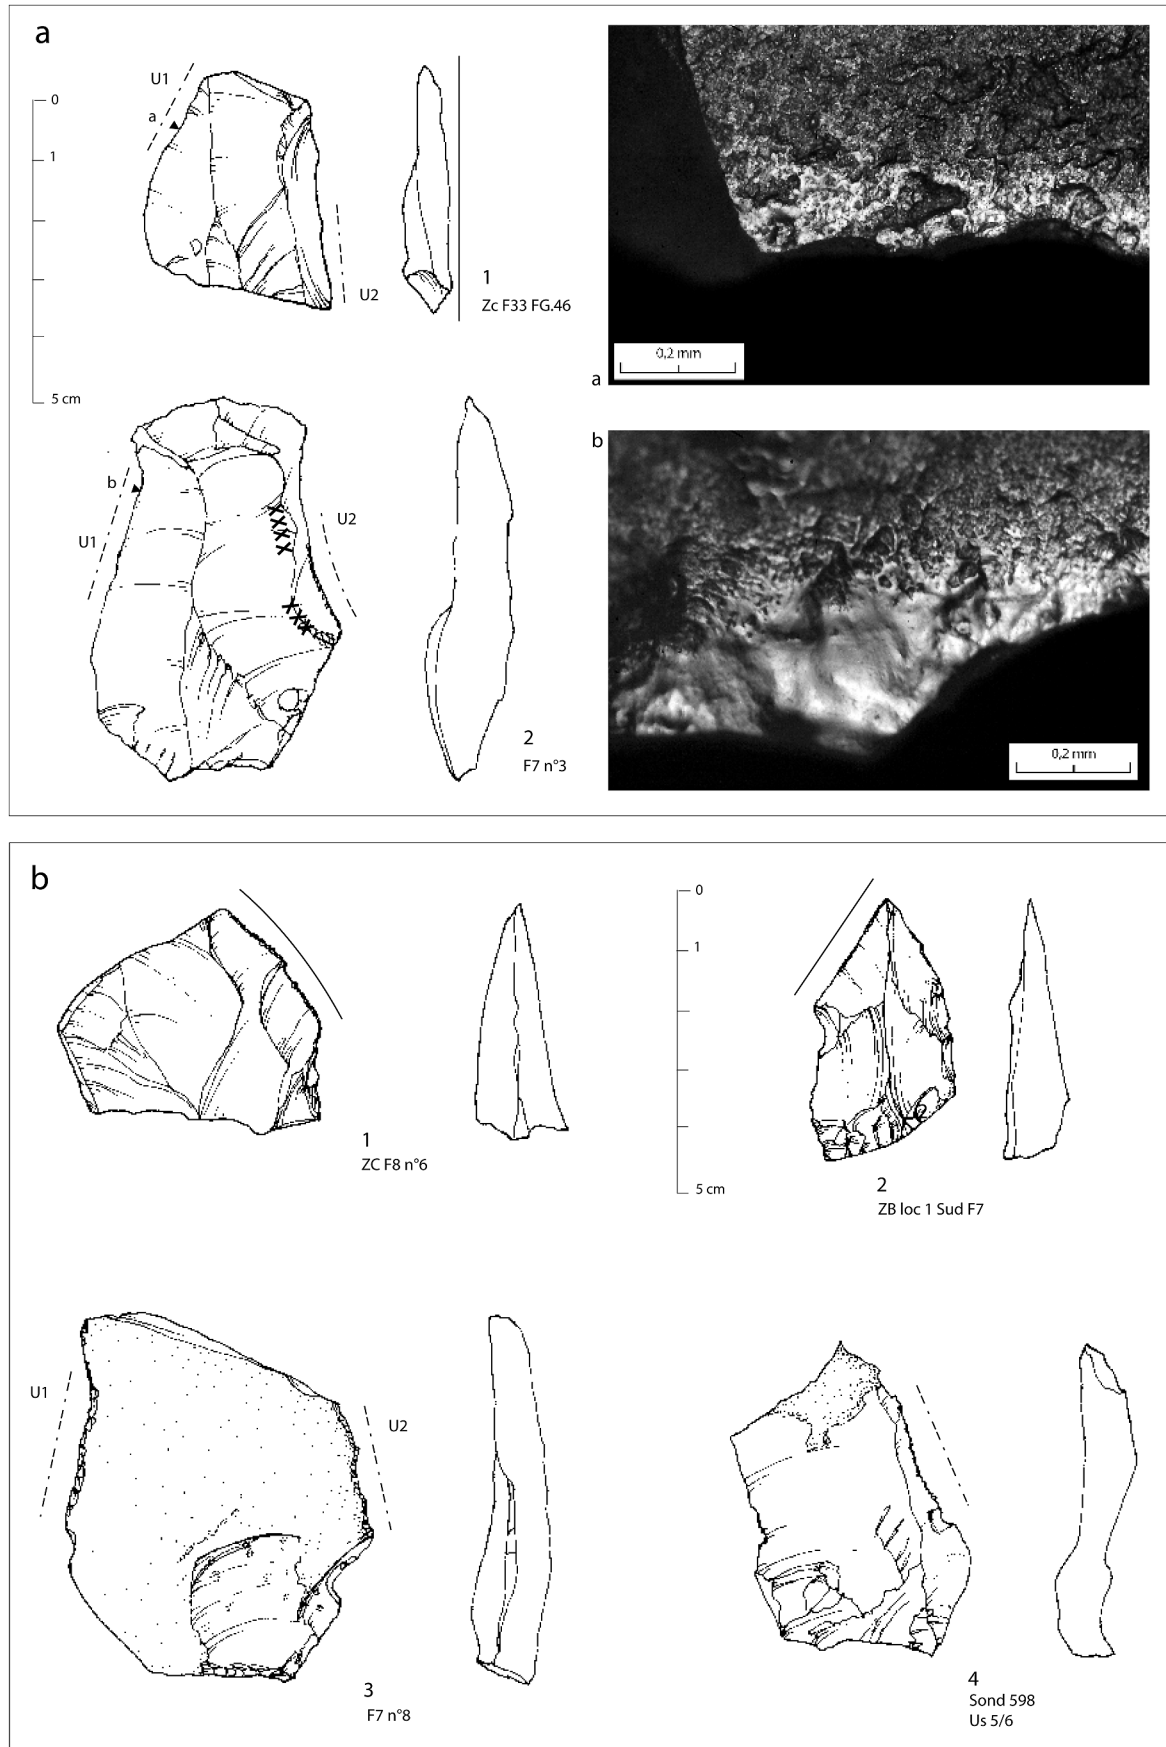 a
U1
a
0
1
5 cm
U2
1
Zc F33 FG.46
0,2 mm
a
b
U1
U2
2
F7 n°3
b
0,2 mm
b
1
ZC F8 n°6
0
1
5 cm
2
ZB loc 1 Sud F7
U1
U2
3
F7 n°8
4
Sond 598
Us 5/6